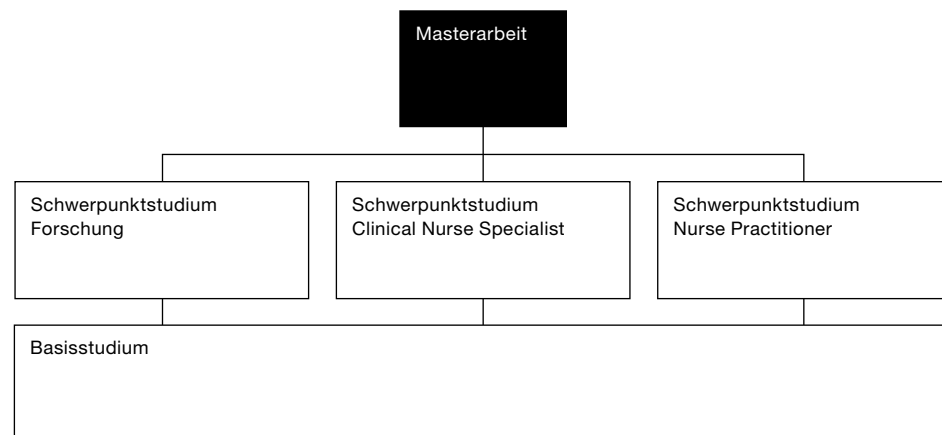 Masterarbeit
Schwerpunktstudium
Forschung
Schwerpunktstudium
Clinical Nurse Specialist
Schwerpunktstudium
Nurse Practitioner
Basisstudium